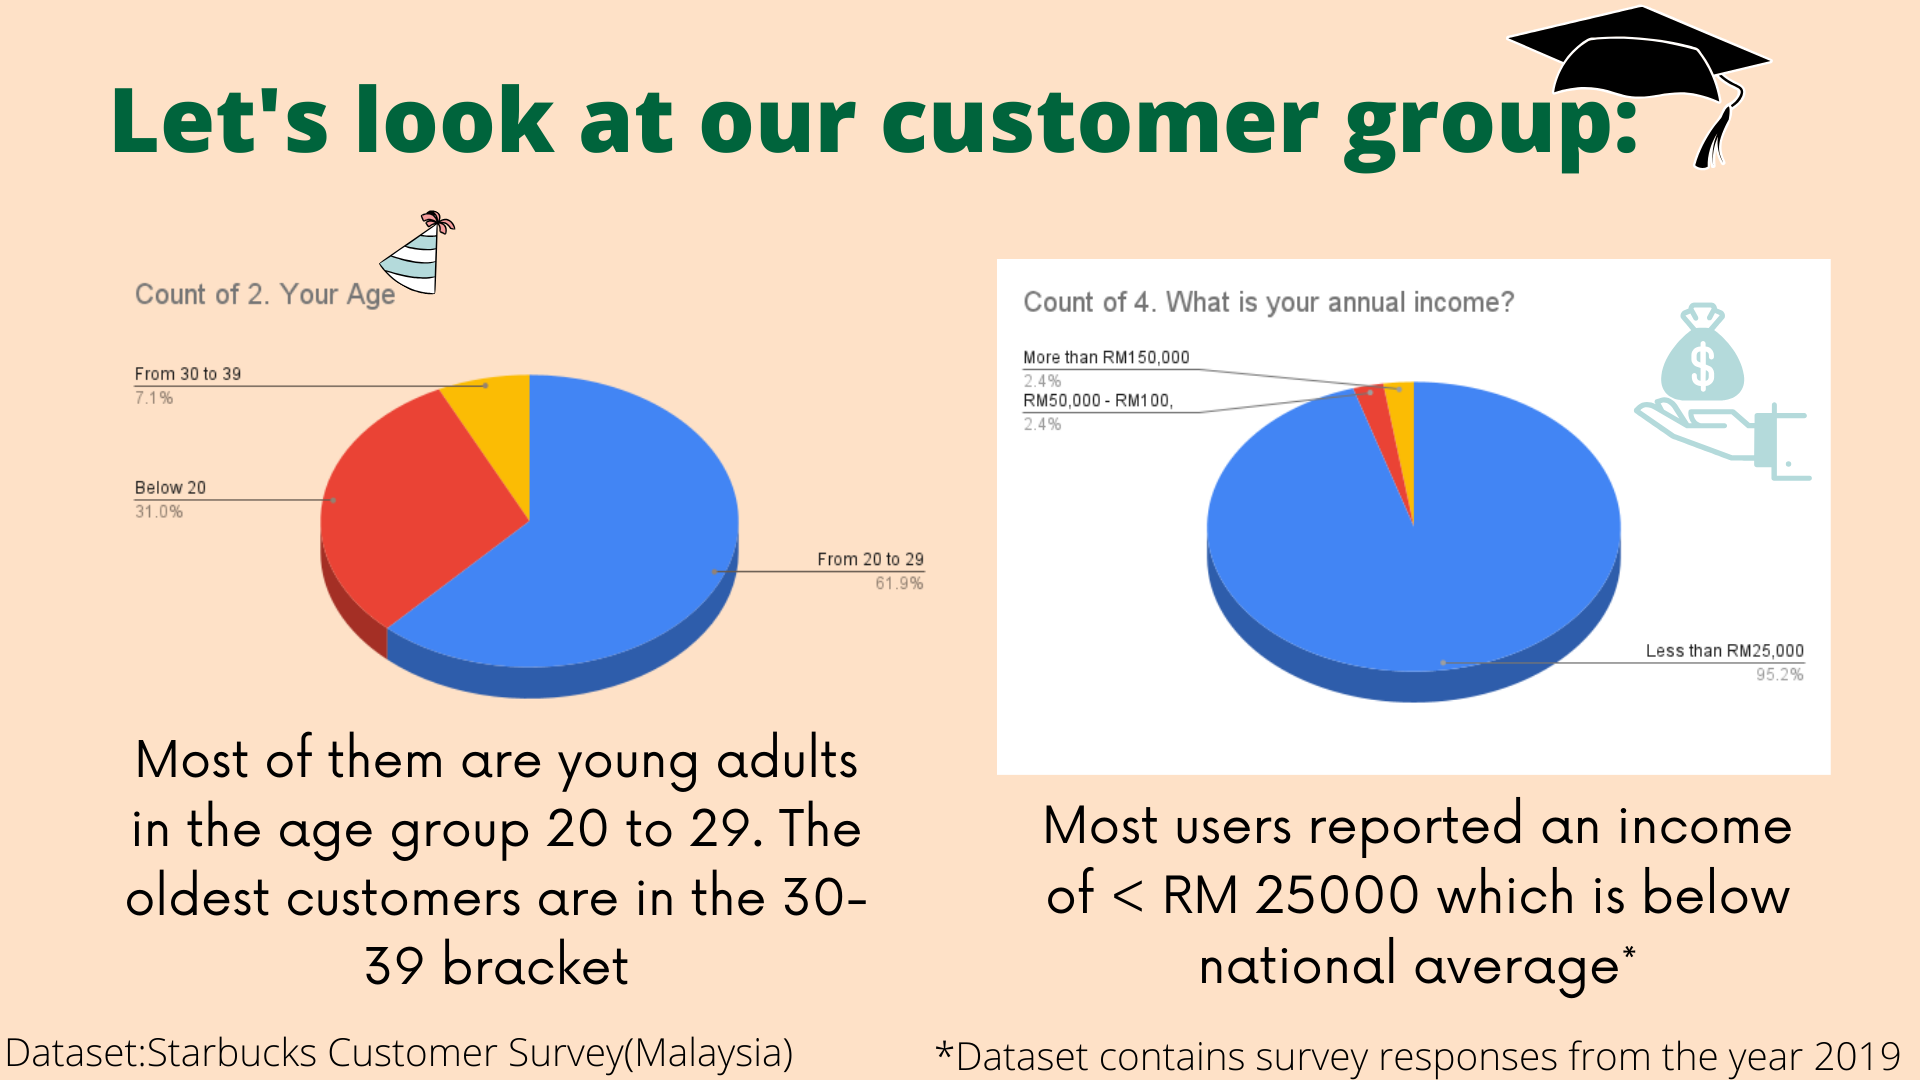 Let's look at our customer group:
Count of 2. Your Age
From 30 to 39
7.1%
Below 20
31.0%
From 20 to 29
61.9%
Most of them are young adults
in the age group 20 to 29. The
oldest customers are in the 30-
39 bracket
Count of 4. What is your annual income?
More than RM150,000
2.4%
RM50,000 - RM100,
2.4%
$
Less than RM25,000
95.2%
Most users reported an income
of < RM 25000 which is below
national average*
Dataset:Starbucks Customer Survey(Malaysia)
*Dataset contains survey responses from the year 2019